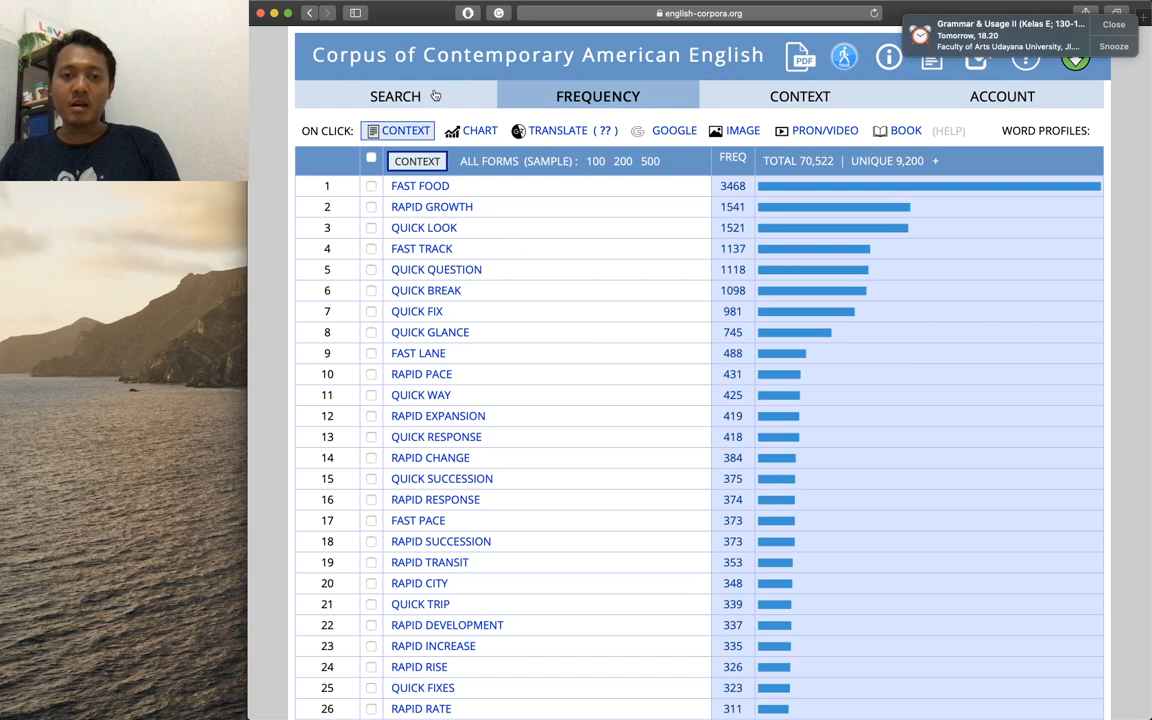 english-corpora.org
Grammar & Usage II (Kelas E; 130-1...
Tomorrow, 18.20
Faculty of Arts Udayana University, Jl....
Close
Snooze
Corpus of Contemporary American English
PDF
SEARCH FREQUENCY CONTEXT ACCOUNT
ON CLICK: CONTEXT CHART TRANSLATE ( ?? ) GOOGLE IMAGE PRON/VIDEO BOOK (HELP) WORD PROFILES:
CONTEXT ALL FORMS (SAMPLE) : 100 200 500 FREQ TOTAL 70,522 | UNIQUE 9,200 +
1 FAST FOOD 3468
2 RAPID GROWTH 1541
3 QUICK LOOK 1521
4 FAST TRACK 1137
5 QUICK QUESTION 1118
6 QUICK BREAK 1098
7 QUICK FIX 981
8 QUICK GLANCE 745
9 FAST LANE 488
10 RAPID PACE 431
11 QUICK WAY 425
12 RAPID EXPANSION 419
13 QUICK RESPONSE 418
14 RAPID CHANGE 384
15 QUICK SUCCESSION 375
16 RAPID RESPONSE 374
17 FAST PACE 373
18 RAPID SUCCESSION 373
19 RAPID TRANSIT 353
20 RAPID CITY 348
21 QUICK TRIP 339
22 RAPID DEVELOPMENT 337
23 RAPID INCREASE 335
24 RAPID RISE 326
25 QUICK FIXES 323
26 RAPID RATE 311